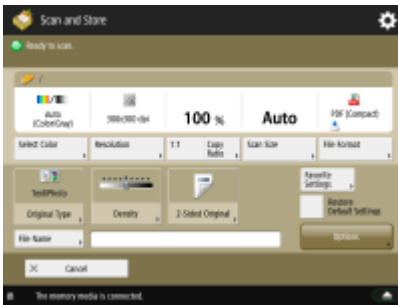 Scan and Store
Ready to scan.
/
Auto
(Color/Gray)
300x300 dpi
100 %
Auto
PDF (Compact)
Select Color
Resolution
1:1 Copy
Ratio
Scan Size
File Format
Text/Photo
Original Type
Density
2-Sided Original
Favorite
Settings
Restore
Default Settings
File Name
Options
Cancel
The memory media is connected.